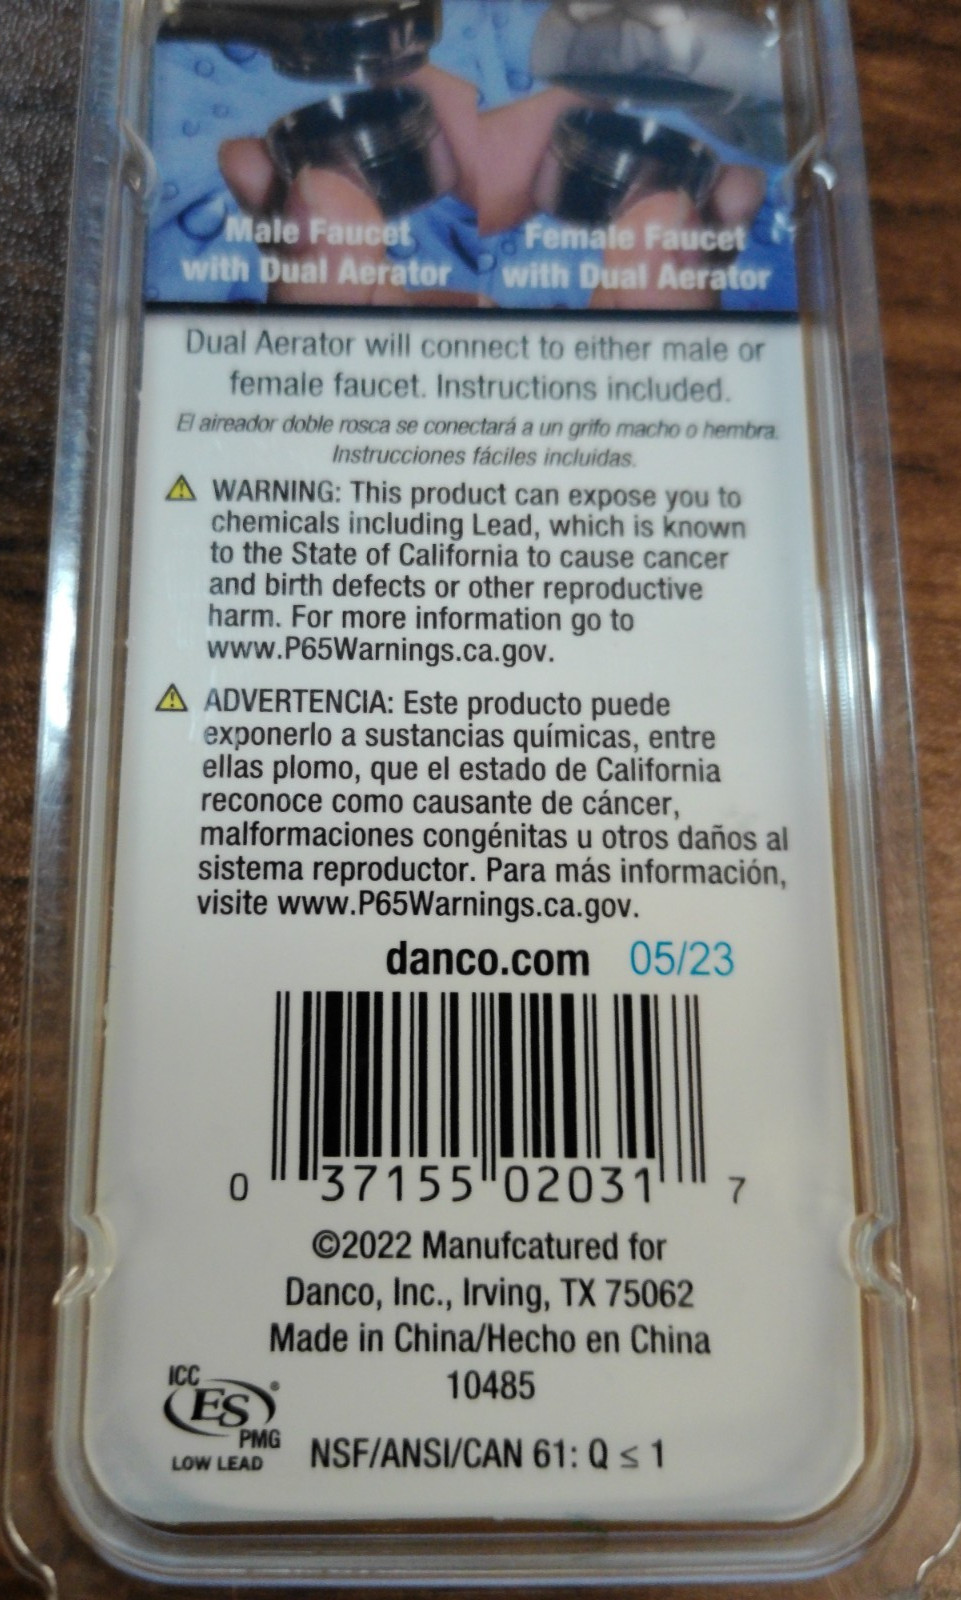 Male Faucet
with Dual Aerator
Female Faucet
with Dual Aerator
Dual Aerator will connect to either male or
female faucet. Instructions included.
El aireador doble rosca se conectará a un grifo macho o hembra.
Instrucciones fáciles incluidas.
WARNING: This product can expose you to
chemicals including Lead, which is known
to the State of California to cause cancer
and birth defects or other reproductive
harm. For more information go to
www.P65Warnings.ca.gov.
ADVERTENCIA: Este producto puede
exponerlo a sustancias químicas, entre
ellas plomo, que el estado de California
reconoce como causante de cáncer,
malformaciones congénitas u otros daños al
sistema reproductor. Para más información,
visite www.P65Warnings.ca.gov.
danco.com 05/23
0 37155 02031 7
©2022 Manufcatured for
Danco, Inc., Irving, TX 75062
Made in China/Hecho en China
10485
ICC
ES®
PMG
LOW LEAD
NSF/ANSI/CAN 61: Q ≤ 1